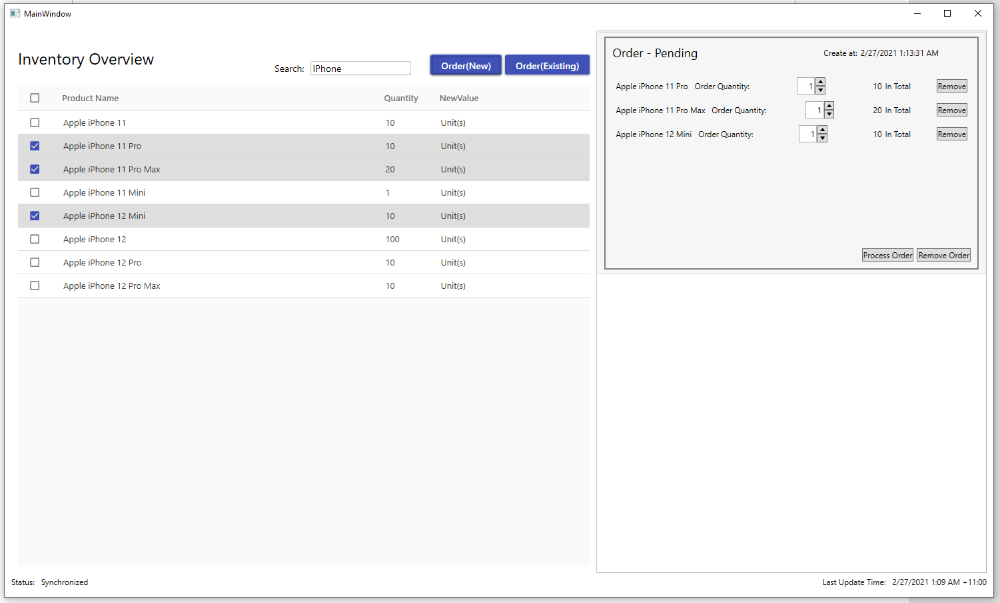 MainWindow
Inventory Overview
Search: IPhone
Order(New) Order(Existing)
Product Name Quantity NewValue
Apple iPhone 11 10 Unit(s)
Apple iPhone 11 Pro 10 Unit(s)
Apple iPhone 11 Pro Max 20 Unit(s)
Apple iPhone 11 Mini 1 Unit(s)
Apple iPhone 12 Mini 10 Unit(s)
Apple iPhone 12 100 Unit(s)
Apple iPhone 12 Pro 10 Unit(s)
Apple iPhone 12 Pro Max 10 Unit(s)
Order - Pending Create at: 2/27/2021 1:13:31 AM
Apple iPhone 11 Pro Order Quantity: 1 10 In Total Remove
Apple iPhone 11 Pro Max Order Quantity: 1 20 In Total Remove
Apple iPhone 12 Mini Order Quantity: 1 10 In Total Remove
Process Order Remove Order
Status: Synchronized
Last Update Time: 2/27/2021 1:09 AM +11:00